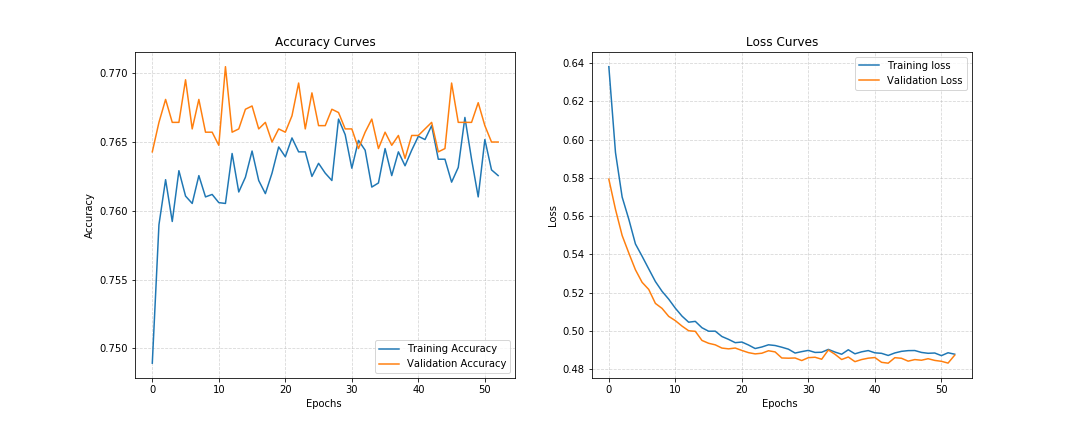 Accuracy Curves
Accuracy
0.770
0.765
0.760
0.755
0.750
Training Accuracy
Validation Accuracy
0 10 20 30 40 50
Epochs
Loss Curves
Loss
0.64
0.62
0.60
0.58
0.56
0.54
0.52
0.50
0.48
Training loss
Validation Loss
0 10 20 30 40 50
Epochs